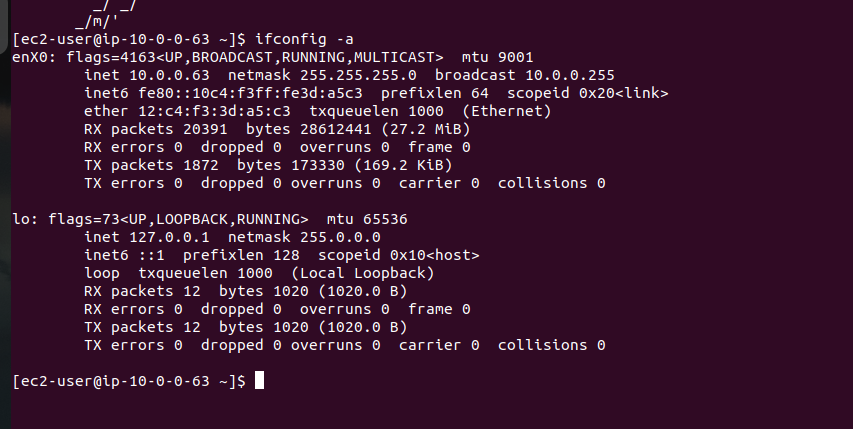 _/ _/
_/m/'
[ec2-user@ip-10-0-0-63 ~]$ ifconfig -a
enX0: flags=4163<UP,BROADCAST,RUNNING,MULTICAST>  mtu 9001
        inet 10.0.0.63  netmask 255.255.255.0  broadcast 10.0.0.255
        inet6 fe80::10c4:f3ff:fe3d:a5c3  prefixlen 64  scopeid 0x20<link>
        ether 12:c4:f3:3d:a5:c3  txqueuelen 1000  (Ethernet)
        RX packets 20391  bytes 28612441 (27.2 MiB)
        RX errors 0  dropped 0  overruns 0  frame 0
        TX packets 1872  bytes 173330 (169.2 KiB)
        TX errors 0  dropped 0 overruns 0  carrier 0  collisions 0

lo: flags=73<UP,LOOPBACK,RUNNING>  mtu 65536
        inet 127.0.0.1  netmask 255.0.0.0
        inet6 ::1  prefixlen 128  scopeid 0x10<host>
        loop  txqueuelen 1000  (Local Loopback)
        RX packets 12  bytes 1020 (1020.0 B)
        RX errors 0  dropped 0  overruns 0  frame 0
        TX packets 12  bytes 1020 (1020.0 B)
        TX errors 0  dropped 0 overruns 0  carrier 0  collisions 0

[ec2-user@ip-10-0-0-63 ~]$